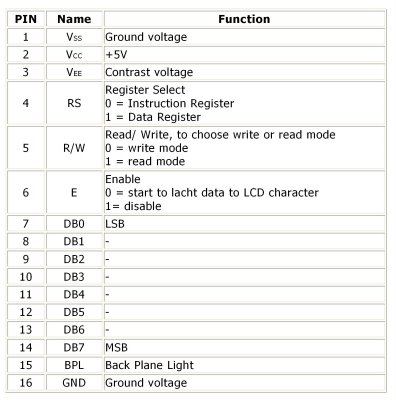 PIN Name Function
1 Vss Ground voltage
2 Vcc +5V
3 VEE Contrast voltage
4 RS Register Select
0 = Instruction Register
1 = Data Register
5 R/W Read/ Write, to choose write or read mode
0 = write mode
1 = read mode
6 E Enable
0 = start to lacht data to LCD character
1= disable
7 DB0 LSB
8 DB1 -
9 DB2 -
10 DB3 -
11 DB4 -
12 DB5 -
13 DB6 -
14 DB7 MSB
15 BPL Back Plane Light
16 GND Ground voltage